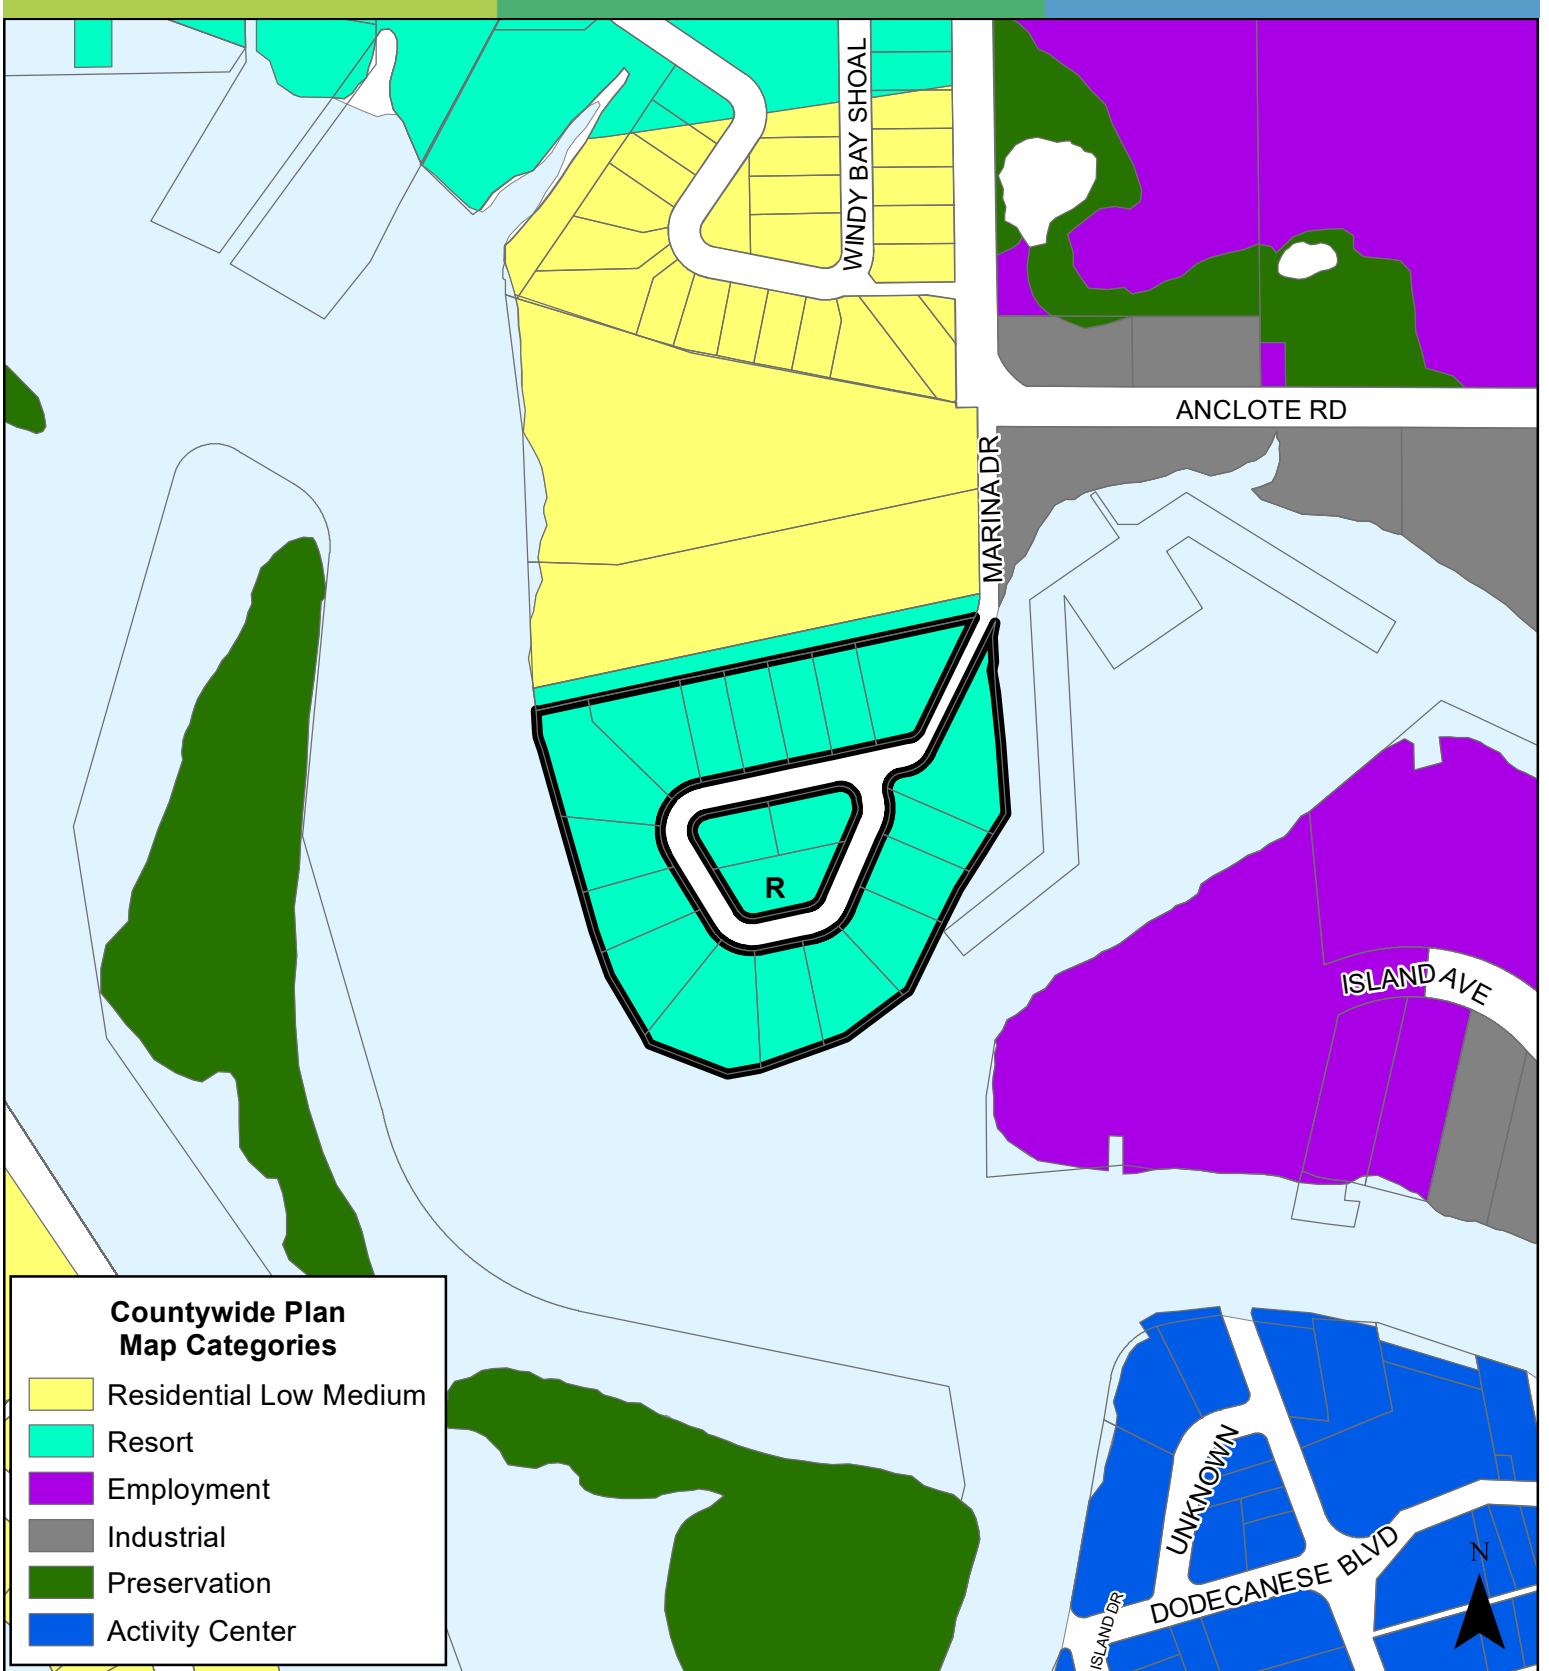 WINDY BAY SHOAL
ANCLOTE RD
MARINA DR
R
ISLAND AVE
Countywide Plan
Map Categories
Residential Low Medium
Resort
Employment
Industrial
Preservation
Activity Center
UNKNOWN
DODECANESE BLVD
ISLAND DR
N